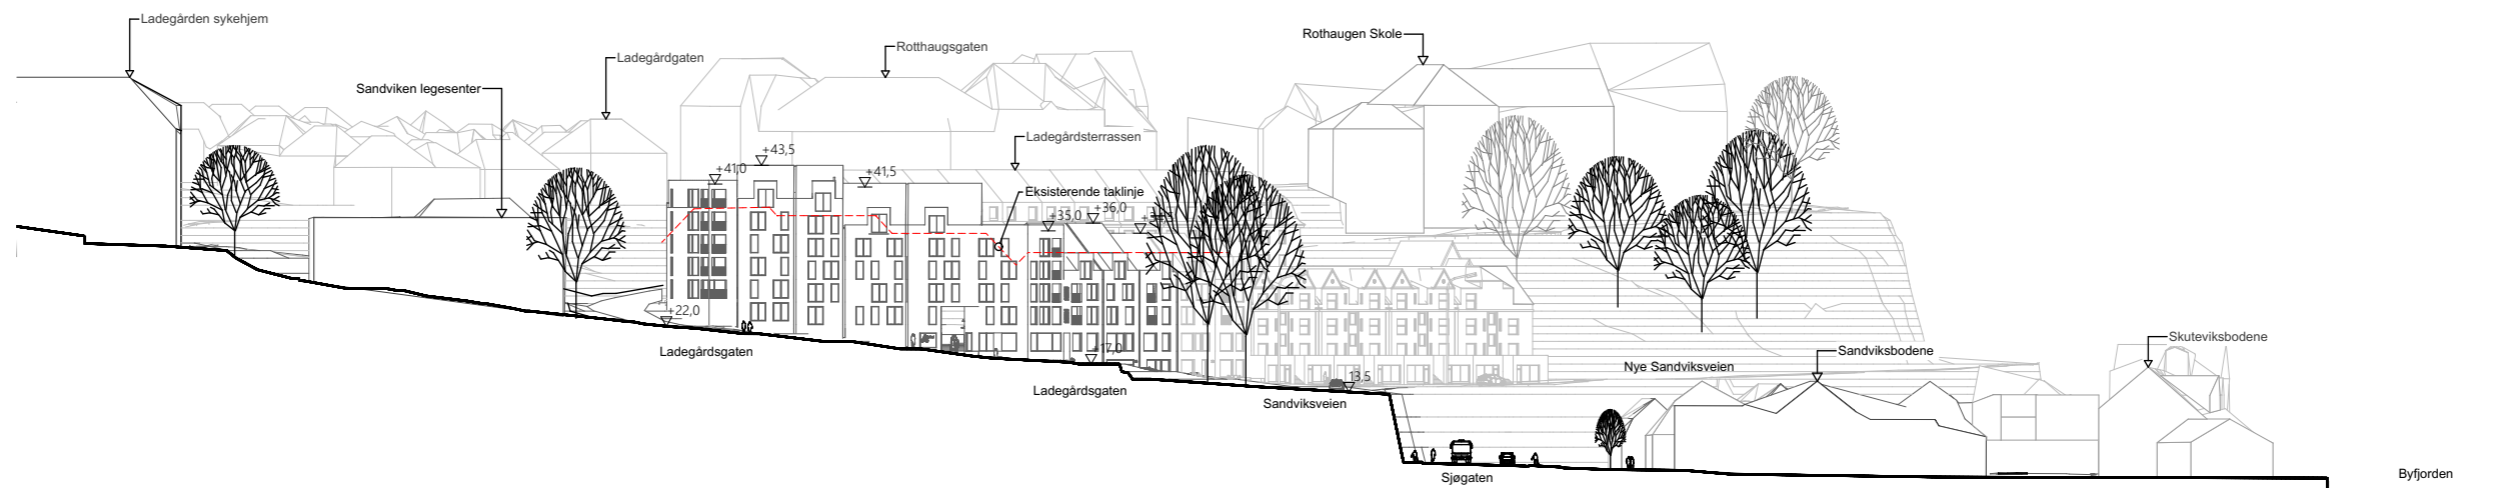 Ladegården sykehjem
Rothaugen Skole
Rotthaugsgaten
Ladegårdgaten
Sandviken legesenter
Ladegårdsterrassen
+43,5
+41,0
+41,5
Eksisterende taklinje
+36,0
+35,0
+22,0
Ladegårdsgaten
+17,0
Skuteviksbodene
Sandviksbodene
Nye Sandviksveien
13,5
Ladegårdsgaten
Sandviksveien
Sjøgaten
Byfjorden